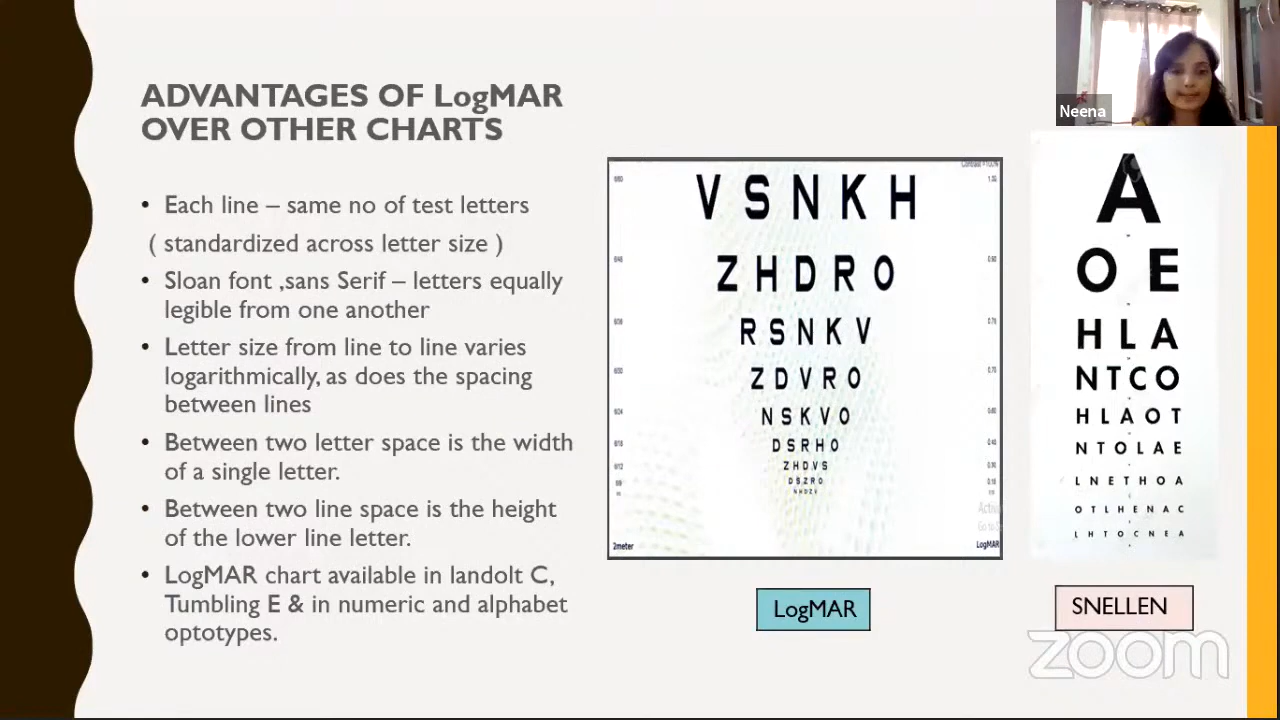 Neena
ADVANTAGES OF LogMAR
OVER OTHER CHARTS
• Each line – same no of test letters
( standardized across letter size )
• Sloan font ,sans Serif – letters equally
legible from one another
• Letter size from line to line varies
logarithmically, as does the spacing
between lines
• Between two letter space is the width
of a single letter.
• Between two line space is the height
of the lower line letter.
• LogMAR chart available in landolt C,
Tumbling E & in numeric and alphabet
optotypes.
V S N K H
Z H D R O
R S N K V
Z D V R O
N S K V O
D S R H O
Z H D V S
D S Z R O
2meter
LogMAR
LogMAR
A
O E
H L A
N T C O
H L A O T
N T O L A E
L N E T H O A
O T L H E N A C
L H T O C N E A
SNELLEN
zoom